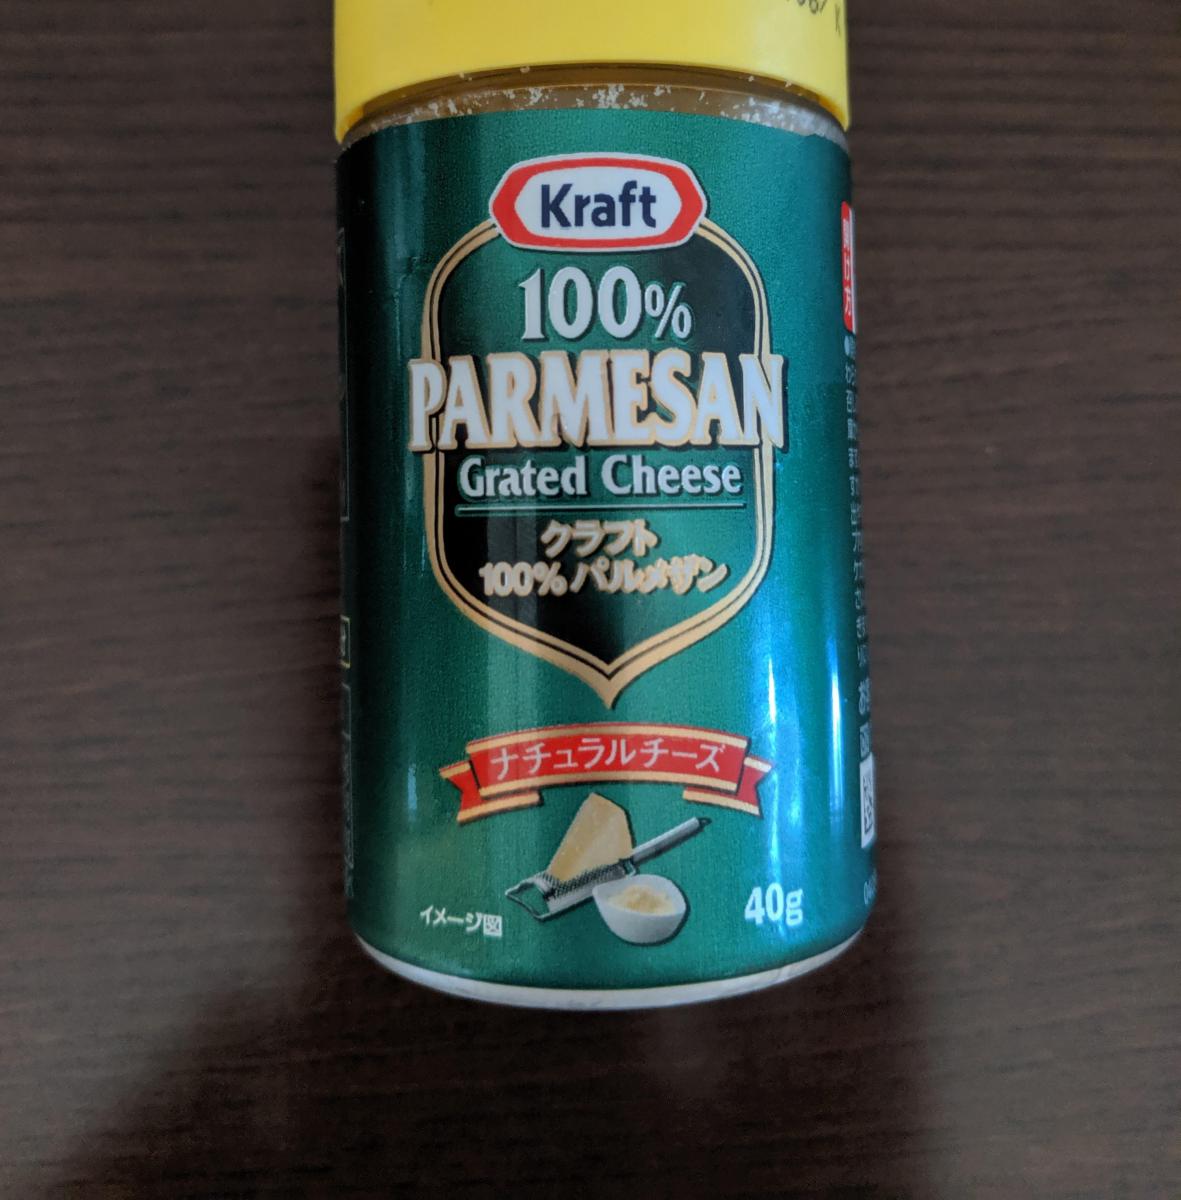 Kraft
100%
PARMESAN
Grated Cheese
クラフト
100% パルメザン
ナチュラルチーズ
イメージ図
40g